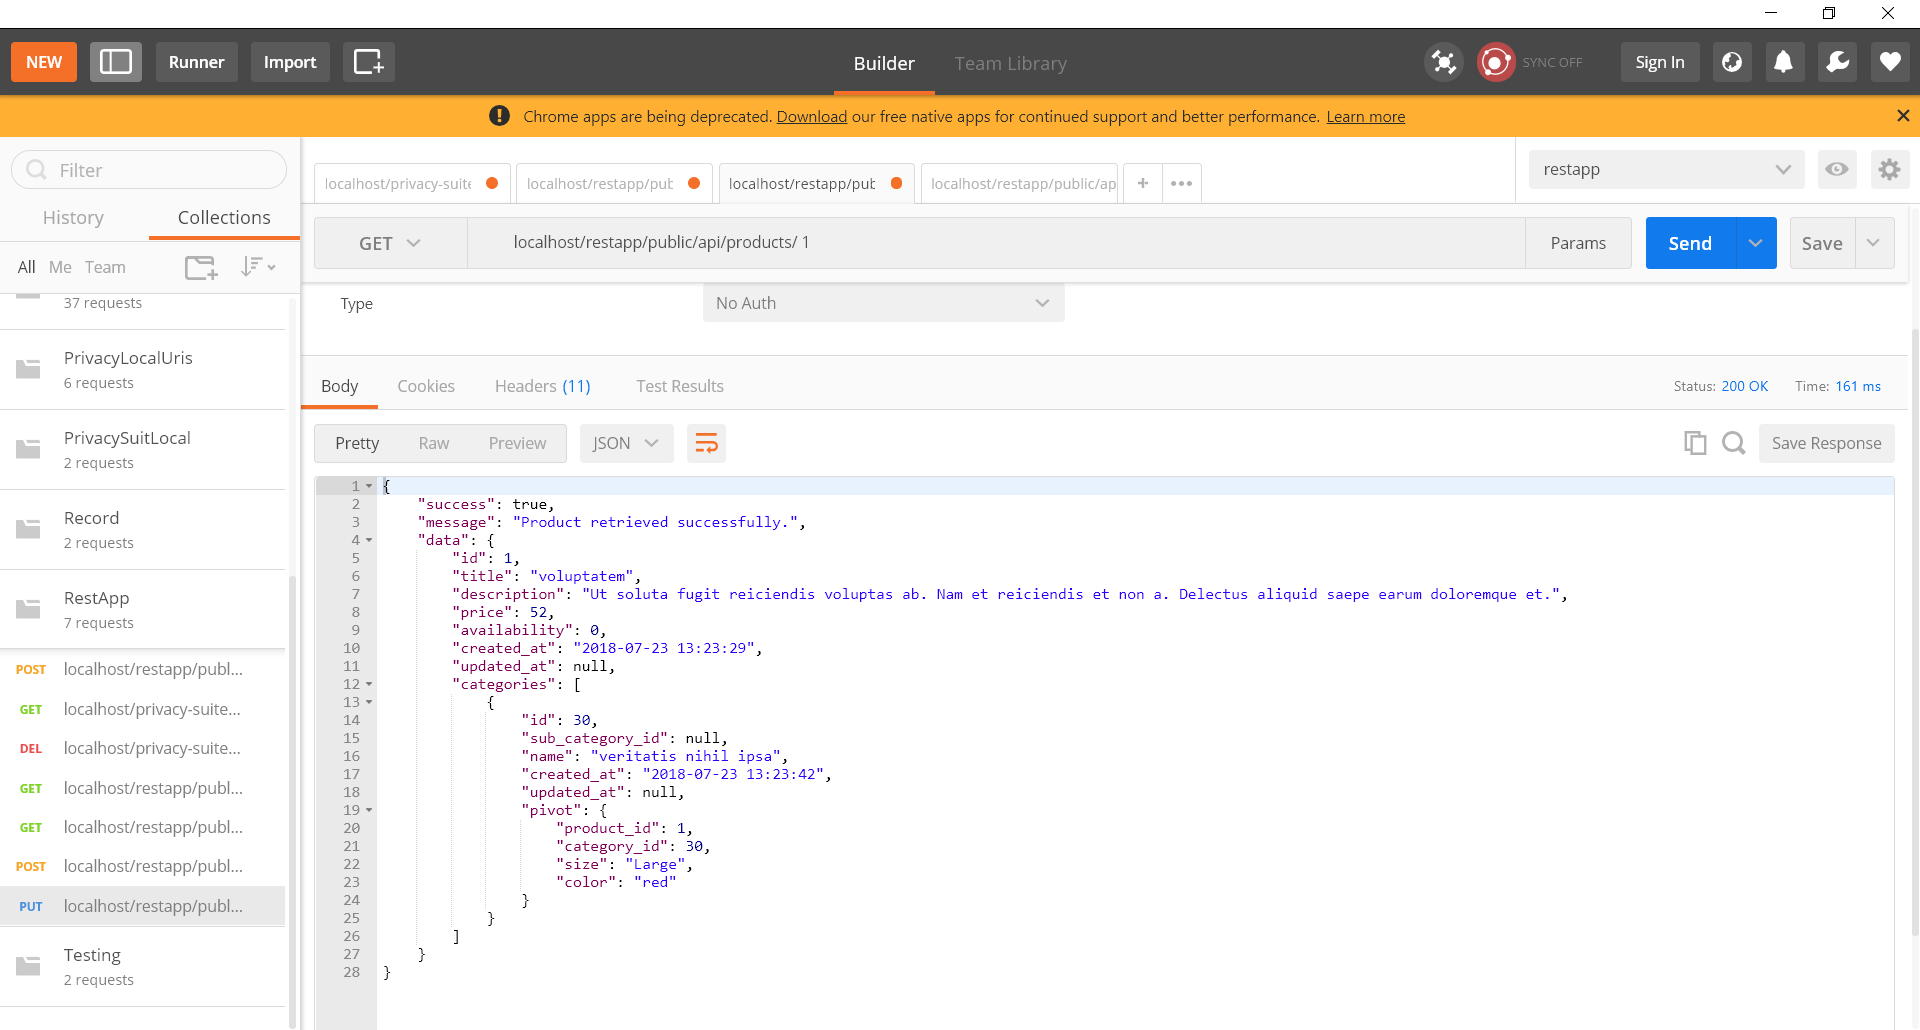 NEW Runner Import Builder Team Library SYNC OFF Sign In
Chrome apps are being deprecated. Download our free native apps for continued support and better performance. Learn more
Filter
History Collections
All Me Team
37 requests
PrivacyLocalUris
6 requests
PrivacySuitLocal
2 requests
Record
2 requests
RestApp
7 requests
POST localhost/restapp/publ...
GET localhost/privacy-suite...
DEL localhost/privacy-suite...
GET localhost/restapp/publ...
GET localhost/restapp/publ...
POST localhost/restapp/publ...
PUT localhost/restapp/publ...
Testing
2 requests
localhost/privacy-suite localhost/restapp/pub localhost/restapp/pub localhost/restapp/public/ap + ••• restapp
GET localhost/restapp/public/api/products/ 1 Params Send Save
Type No Auth
Body Cookies Headers (11) Test Results Status: 200 OK Time: 161 ms
Pretty Raw Preview JSON Save Response
1 {
2 "success": true,
3 "message": "Product retrieved successfully.",
4 "data": {
5 "id": 1,
6 "title": "voluptatem",
7 "description": "Ut soluta fugit reiciendis voluptas ab. Nam et reiciendis et non a. Delectus aliquid saepe earum doloremque et.",
8 "price": 52,
9 "availability": 0,
10 "created_at": "2018-07-23 13:23:29",
11 "updated_at": null,
12 "categories": [
13 {
14 "id": 30,
15 "sub_category_id": null,
16 "name": "veritatis nihil ipsa",
17 "created_at": "2018-07-23 13:23:42",
18 "updated_at": null,
19 "pivot": {
20 "product_id": 1,
21 "category_id": 30,
22 "size": "Large",
23 "color": "red"
24 }
25 }
26 ]
27 }
28 }